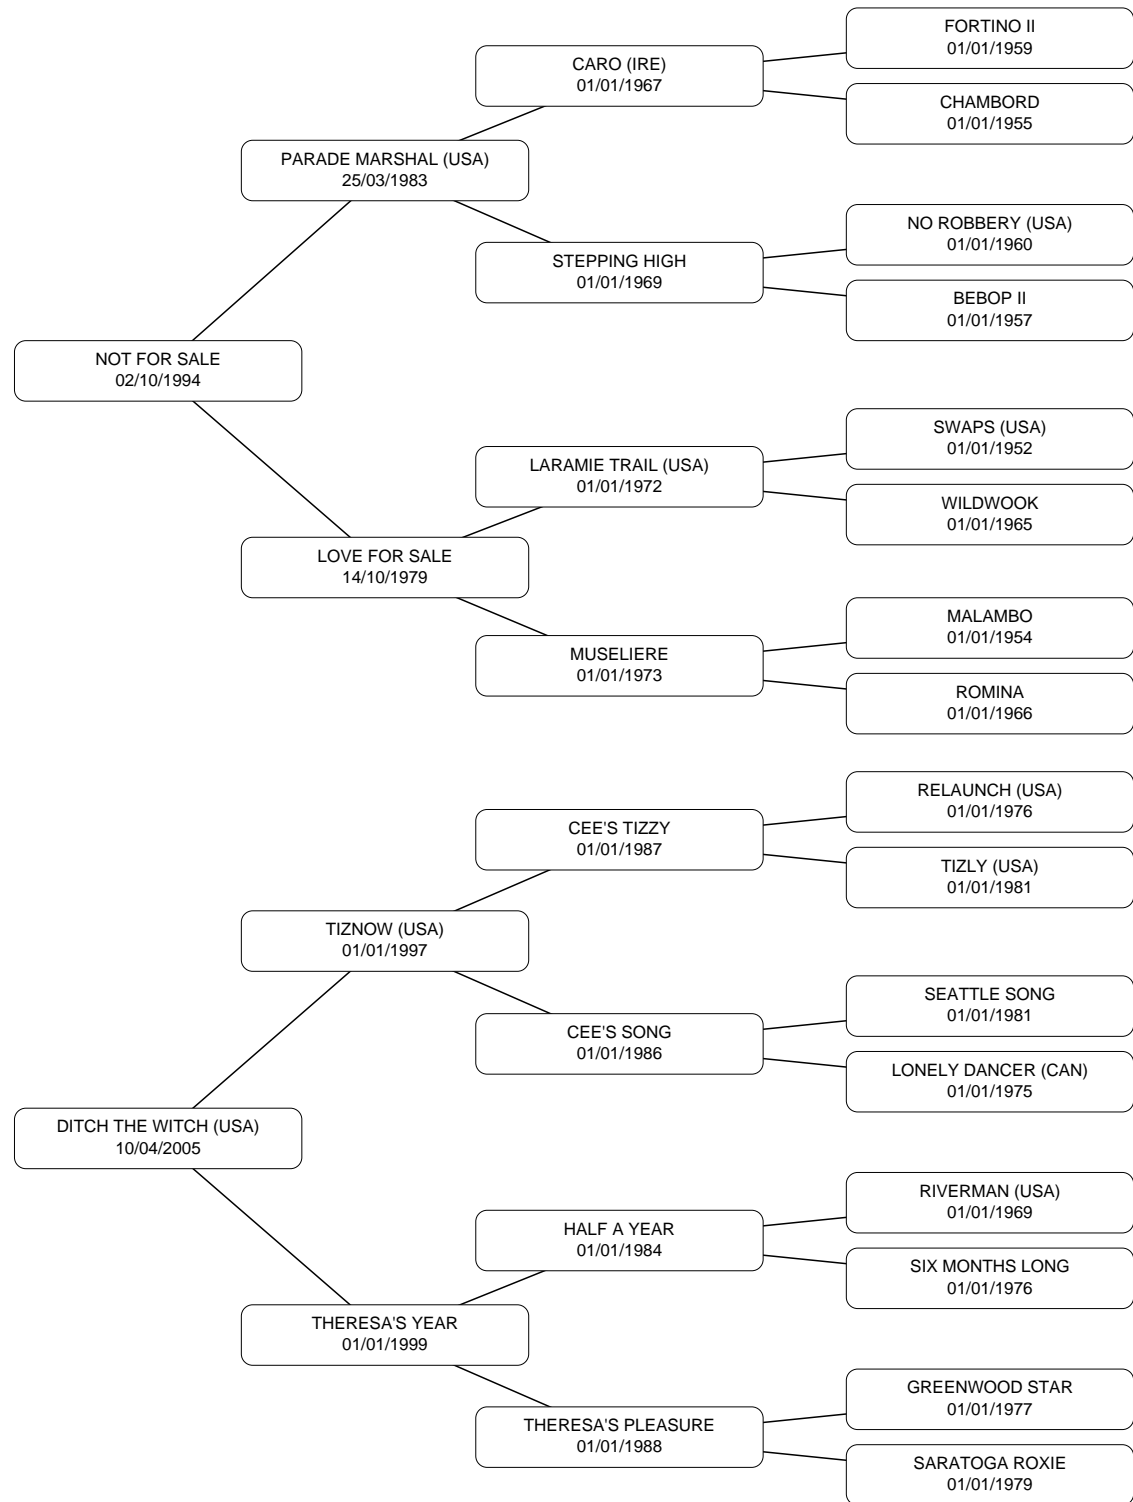 FORTINO II
01/01/1959
CARO (IRE)
01/01/1967
CHAMBORD
01/01/1955
PARADE MARSHAL (USA)
25/03/1983
NO ROBBERY (USA)
01/01/1960
STEPPING HIGH
01/01/1969
BEBOP II
01/01/1957
NOT FOR SALE
02/10/1994
SWAPS (USA)
01/01/1952
LARAMIE TRAIL (USA)
01/01/1972
WILDWOOK
01/01/1965
LOVE FOR SALE
14/10/1979
MALAMBO
01/01/1954
MUSELIERE
01/01/1973
ROMINA
01/01/1966
RELAUNCH (USA)
01/01/1976
CEE'S TIZZY
01/01/1987
TIZLY (USA)
01/01/1981
TIZNOW (USA)
01/01/1997
SEATTLE SONG
01/01/1981
CEE'S SONG
01/01/1986
LONELY DANCER (CAN)
01/01/1975
DITCH THE WITCH (USA)
10/04/2005
RIVERMAN (USA)
01/01/1969
HALF A YEAR
01/01/1984
SIX MONTHS LONG
01/01/1976
THERESA'S YEAR
01/01/1999
GREENWOOD STAR
01/01/1977
THERESA'S PLEASURE
01/01/1988
SARATOGA ROXIE
01/01/1979